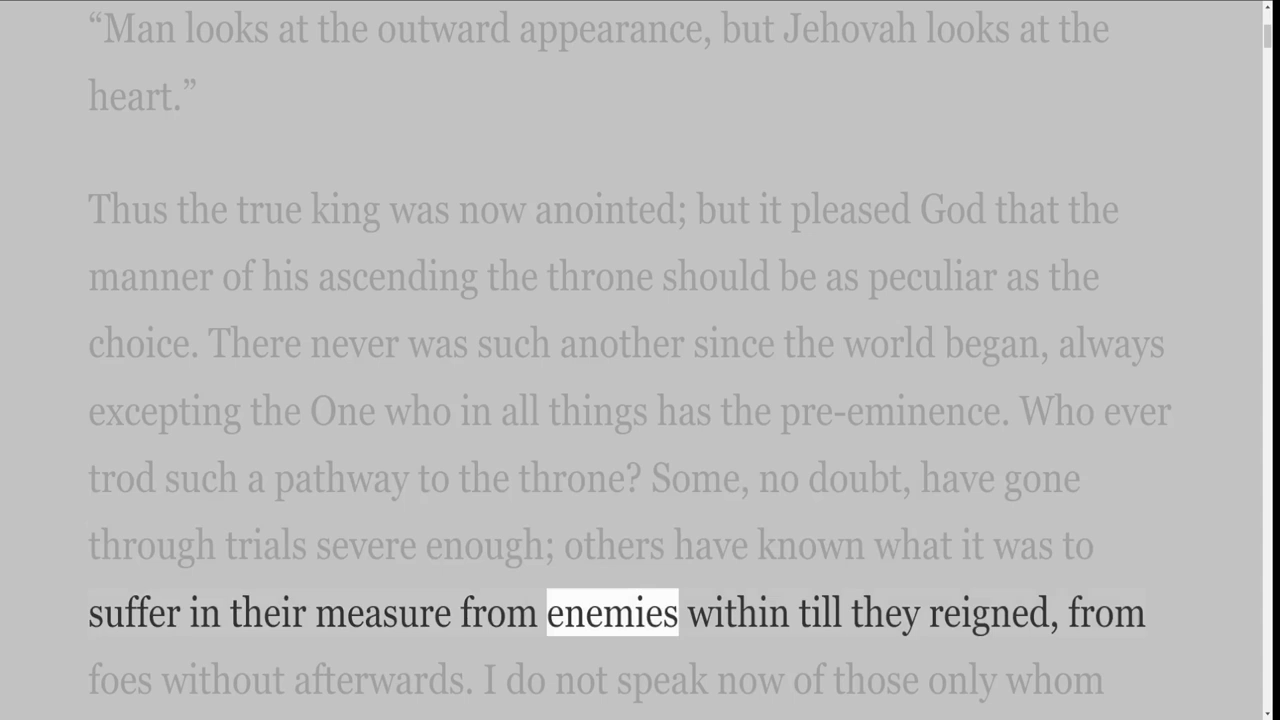 “Man looks at the outward appearance, but Jehovah looks at the
heart.”
Thus the true king was now anointed; but it pleased God that the
manner of his ascending the throne should be as peculiar as the
choice. There never was such another since the world began, always
excepting the One who in all things has the pre-eminence. Who ever
trod such a pathway to the throne? Some, no doubt, have gone
through trials severe enough; others have known what it was to
suffer in their measure from enemies within till they reigned, from
foes without afterwards. I do not speak now of those only whom